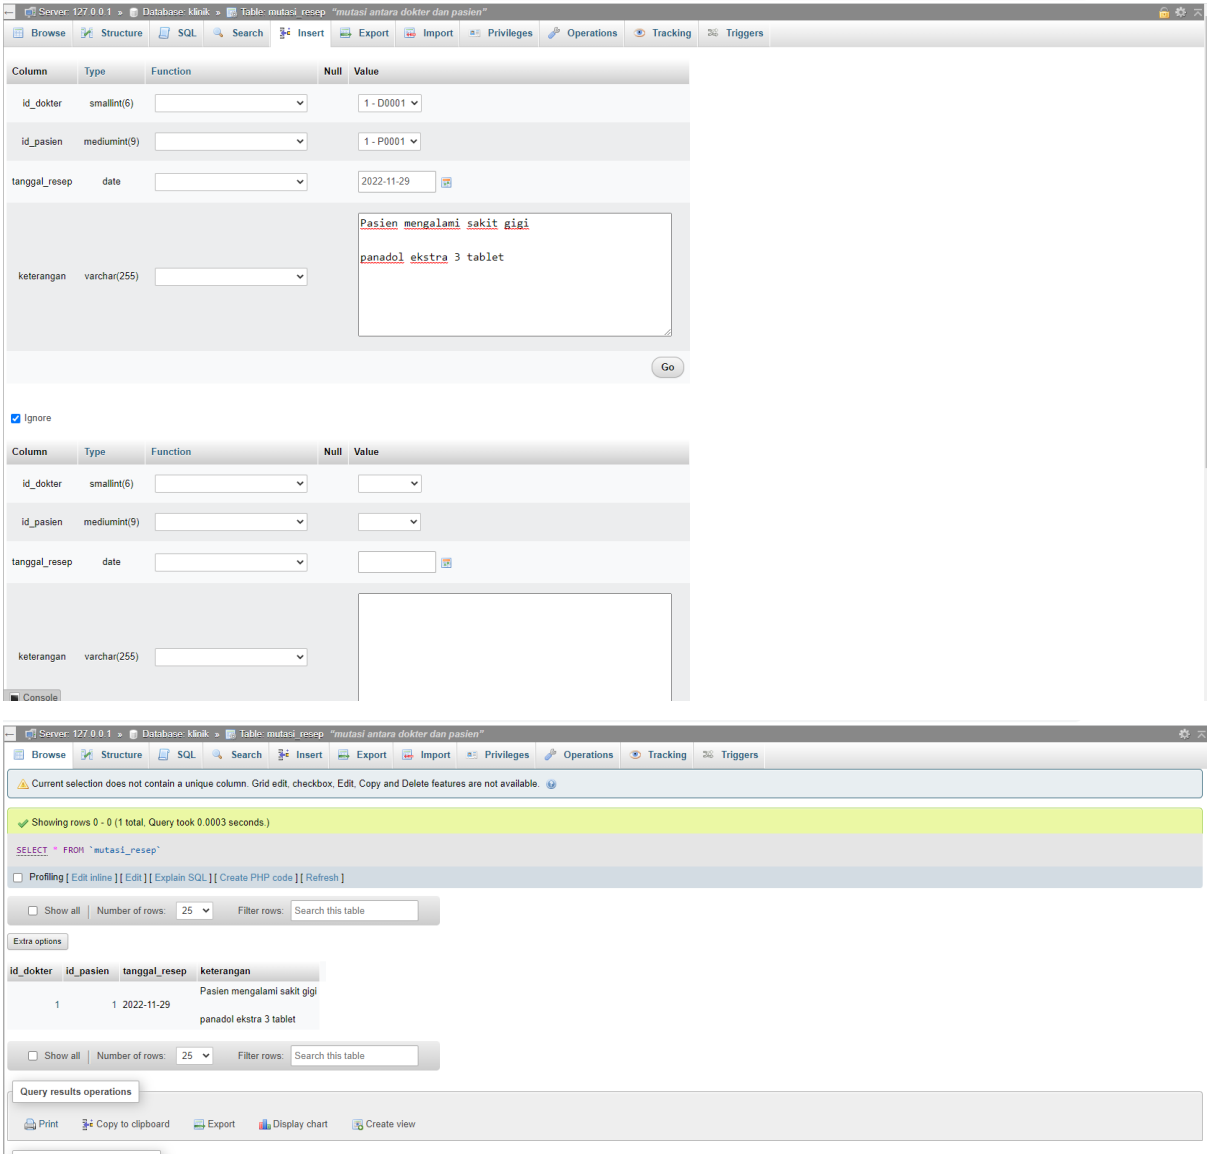 Server: 127.0.0.1 » Database: klinik » Table: mutasi_resep "mutasi antara dokter dan pasien"
Browse Structure SQL Search Insert Export Import Privileges Operations Tracking Triggers
Column Type Function Null Value
id_dokter smallint(6) 1 - D0001
id_pasien mediumint(9) 1 - P0001
tanggal_resep date 2022-11-29
Pasien mengalami sakit gigi
panadol ekstra 3 tablet
keterangan varchar(255)
Go
Ignore
Column Type Function Null Value
id_dokter smallint(6)
id_pasien mediumint(9)
tanggal_resep date
keterangan varchar(255)
Console
Server: 127.0.0.1 » Database: klinik » Table: mutasi_resep "mutasi antara dokter dan pasien"
Browse Structure SQL Search Insert Export Import Privileges Operations Tracking Triggers
Current selection does not contain a unique column. Grid edit, checkbox, Edit, Copy and Delete features are not available.
Showing rows 0 - 0 (1 total, Query took 0.0003 seconds.)
SELECT * FROM `mutasi_resep`
Profiling [ Edit inline ] [ Edit ] [ Explain SQL ] [ Create PHP code ] [ Refresh ]
Show all | Number of rows: 25 Filter rows: Search this table
Extra options
id_dokter id_pasien tanggal_resep keterangan
Pasien mengalami sakit gigi
1 1 2022-11-29
panadol ekstra 3 tablet
Show all | Number of rows: 25 Filter rows: Search this table
Query results operations
Print Copy to clipboard Export Display chart Create view